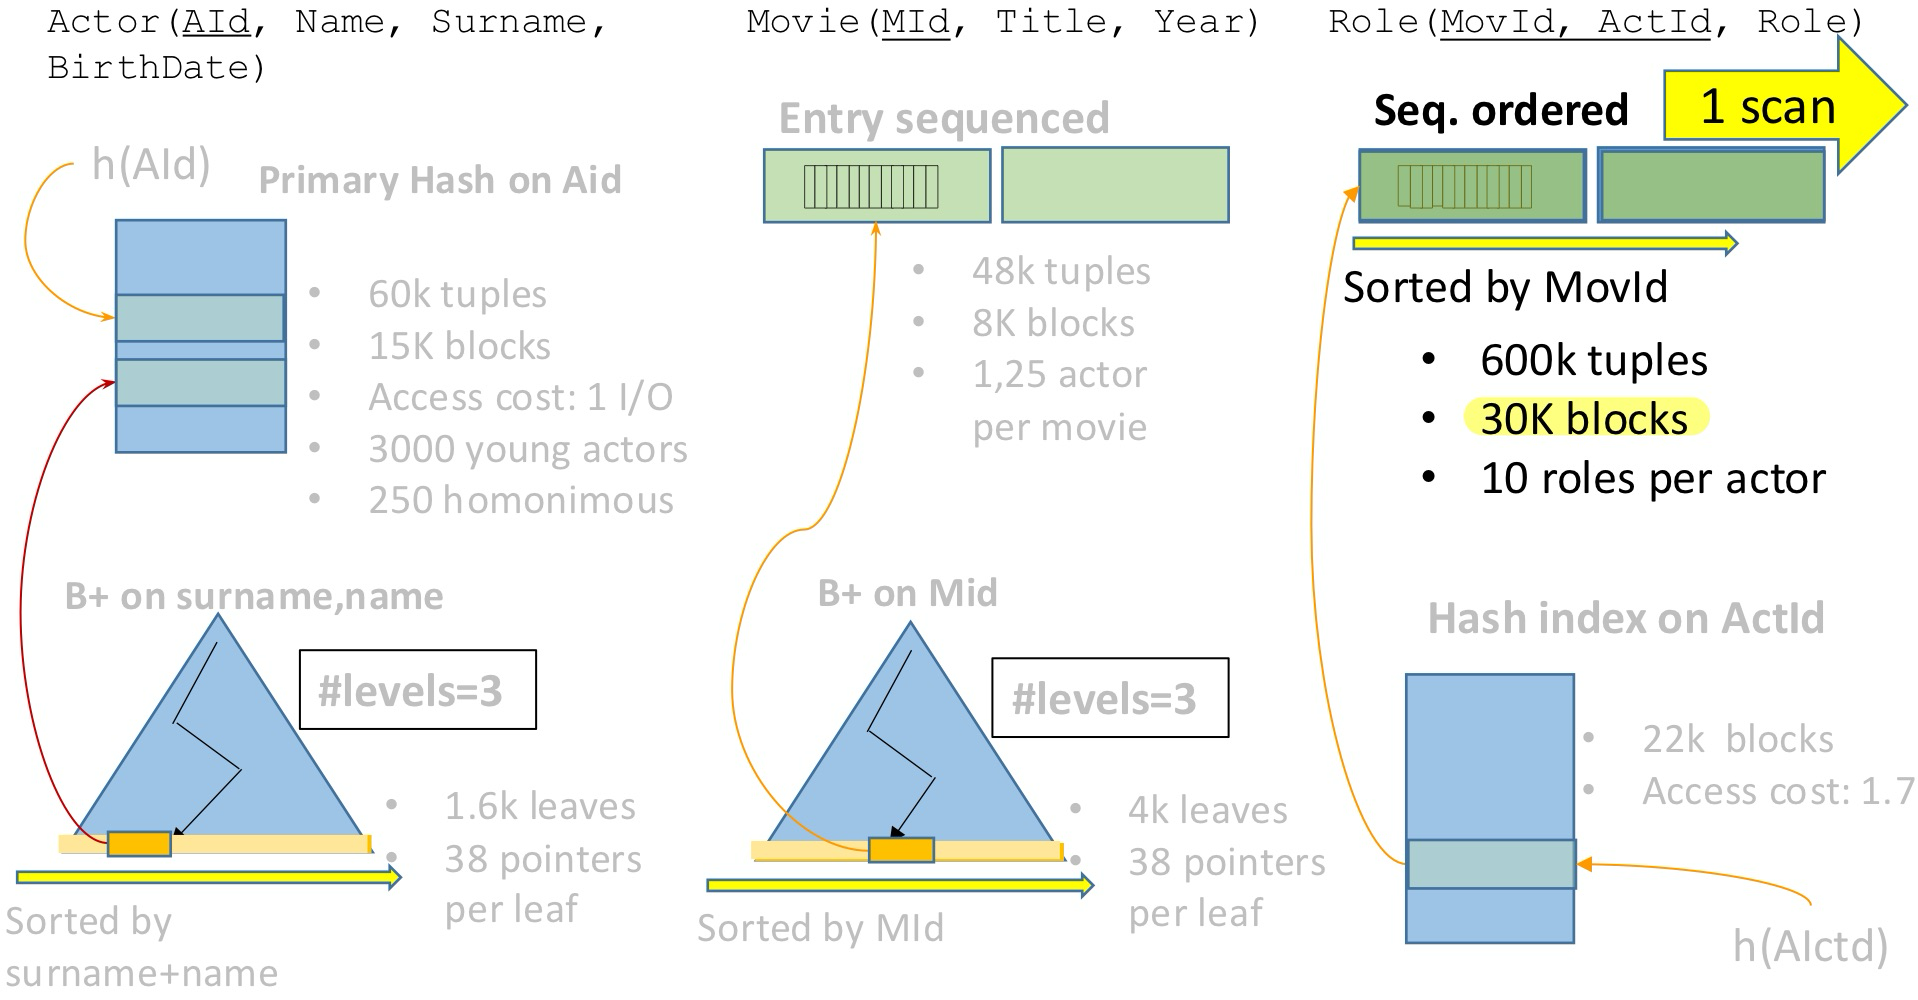 Actor(AId, Name, Surname,
BirthDate)
Movie(MId, Title, Year)
Role(MovId, ActId, Role)
h(AId)
Primary Hash on Aid
• 60k tuples
• 15K blocks
• Access cost: 1 I/O
• 3000 young actors
• 250 homonimous
B+ on surname,name
#levels=3
• 1.6k leaves
• 38 pointers
per leaf
Sorted by
surname+name
Entry sequenced
• 48k tuples
• 8K blocks
• 1,25 actor
per movie
B+ on Mid
#levels=3
• 4k leaves
• 38 pointers
per leaf
Sorted by MId
Seq. ordered
1 scan
Sorted by MovId
• 600k tuples
• 30K blocks
• 10 roles per actor
Hash index on ActId
• 22k blocks
• Access cost: 1.7
h(AIctd)